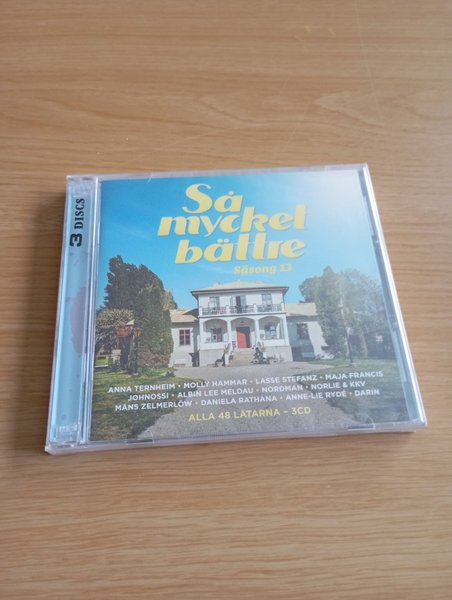 Så
mycket
bättre
Säsong 13
3 DISCS
ANNA TERNHEIM • MOLLY HAMMAR • LASSE STEFANZ • MAJA FRANCIS
JOHNOSSI • ALBIN LEE MELDAU • NORDMAN • NORLIE & KKV
MÅNS ZELMERLÖW • DANIELA RATHANA • ANNE-LIE RYDÉ • DARIN
ALLA 48 LÅTARNA – 3CD